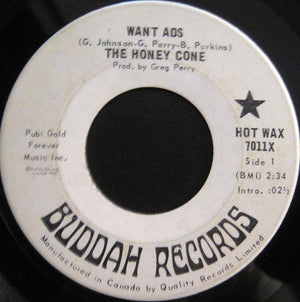 WANT ADS
(G. Johnson-G. Perry-B. Perkins)
THE HONEY CONE
Prod. by Greg Perry
Pub: Gold
Forever
Music Inc.
HOT WAX
7011X
Side 1
(BMI) 2:34
Intro. :02½
BUDDAH RECORDS
Manufactured in Canada by Quality Records Limited